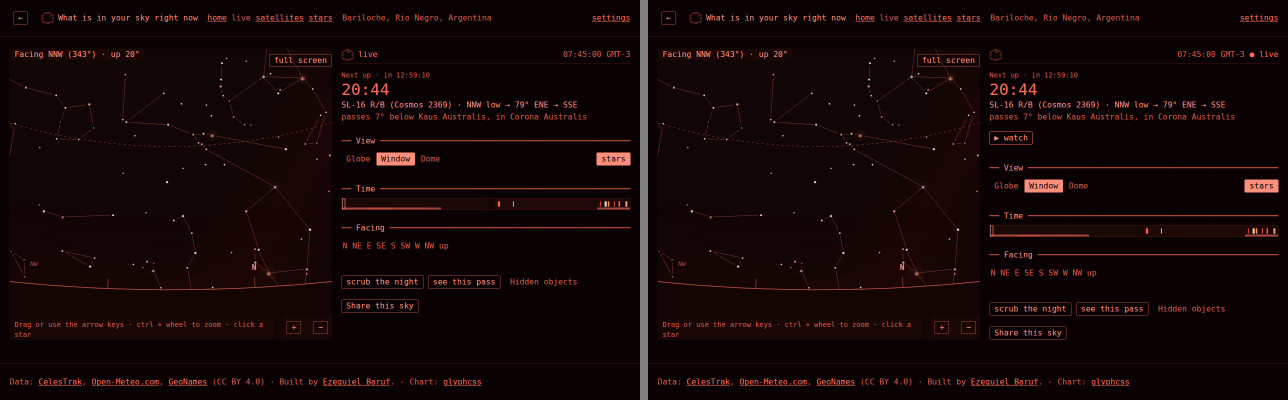 ← What is in your sky right now home live satellites stars Bariloche, Rio Negro, Argentina settings
Facing NNW (343°) · up 20°
full screen
NW
N
Drag or use the arrow keys · ctrl + wheel to zoom · click a
star
+ −
live 07:45:00 GMT-3
Next up · in 12:59:10
20:44
SL-16 R/B (Cosmos 2369) · NNW low → 79° ENE → SSE
passes 7° below Kaus Australis, in Corona Australis
View
Globe Window Dome stars
Time
Facing
N NE E SE S SW W NW up
scrub the night see this pass Hidden objects
Share this sky
Data: CelesTrak, Open-Meteo.com, GeoNames (CC BY 4.0) · Built by Ezequiel Baruf. · Chart: glyphcss
← What is in your sky right now home live satellites stars Bariloche, Rio Negro, Argentina settings
Facing NNW (343°) · up 20°
full screen
NW
N
Drag or use the arrow keys · ctrl + wheel to zoom · click a
star
+ −
07:45:00 GMT-3 ● live
Next up · in 12:59:10
20:44
SL-16 R/B (Cosmos 2369) · NNW low → 79° ENE → SSE
passes 7° below Kaus Australis, in Corona Australis
▶ watch
View
Globe Window Dome stars
Time
Facing
N NE E SE S SW W NW up
scrub the night see this pass Hidden objects
Share this sky
Data: CelesTrak, Open-Meteo.com, GeoNames (CC BY 4.0) · Built by Ezequiel Baruf. · Chart: glyphcss